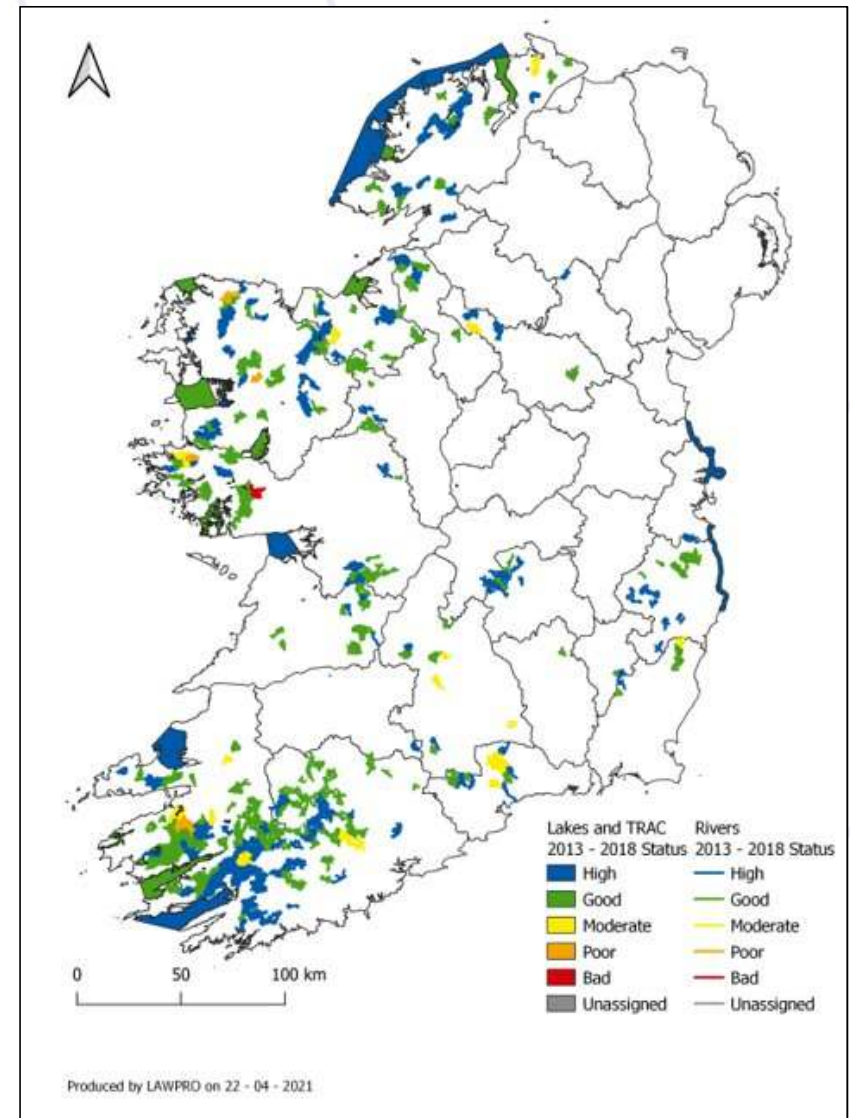 Lakes and TRAC Rivers
2013 - 2018 Status 2013 - 2018 Status
High High
Good Good
Moderate Moderate
Poor Poor
Bad Bad
Unassigned Unassigned
0 50 100 km
Produced by LAWPRO on 22 - 04 - 2021